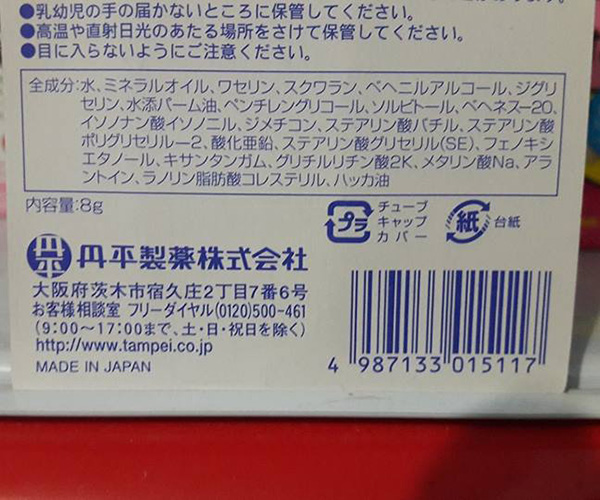 ●乳幼児の手の届かないところに保管してください。
●高温や直射日光のあたる場所をさけて保管してください。
●目に入らないようにご注意ください。
全成分:水、ミネラルオイル、ワセリン、スクワラン、ベヘニルアルコール、ジグリ
セリン、水添パーム油、ペンチレングリコール、ソルビトール、ベヘネス-20、
イソノナン酸イソノニル、ジメチコン、ステアリン酸バチル、ステアリン酸
ポリグリセリル-2、酸化亜鉛、ステアリン酸グリセリル(SE)、フェノキシ
エタノール、キサンタンガム、グリチルリチン酸2K、メタリン酸Na、アラ
ントイン、ラノリン脂肪酸コレステリル、ハッカ油
内容量:8g
プラ
チューブ
キャップ
カバー
紙
台紙
丹平
丹平製薬株式会社
大阪府茨木市宿久庄2丁目7番6号
お客様相談室 フリーダイヤル(0120)500-461
(9:00〜17:00まで、土・日・祝日を除く)
http://www.tampei.co.jp
MADE IN JAPAN
4 987133 015117